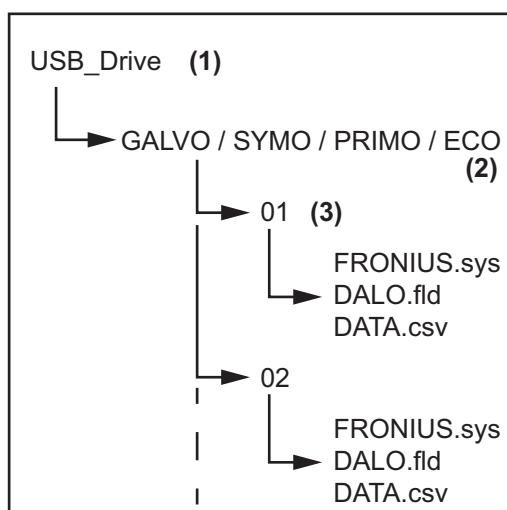 USB_Drive (1)
GALVO / SYMO / PRIMO / ECO
(2)
01 (3)
FRONIUS.sys
DALO.fld
DATA.csv
02
FRONIUS.sys
DALO.fld
DATA.csv